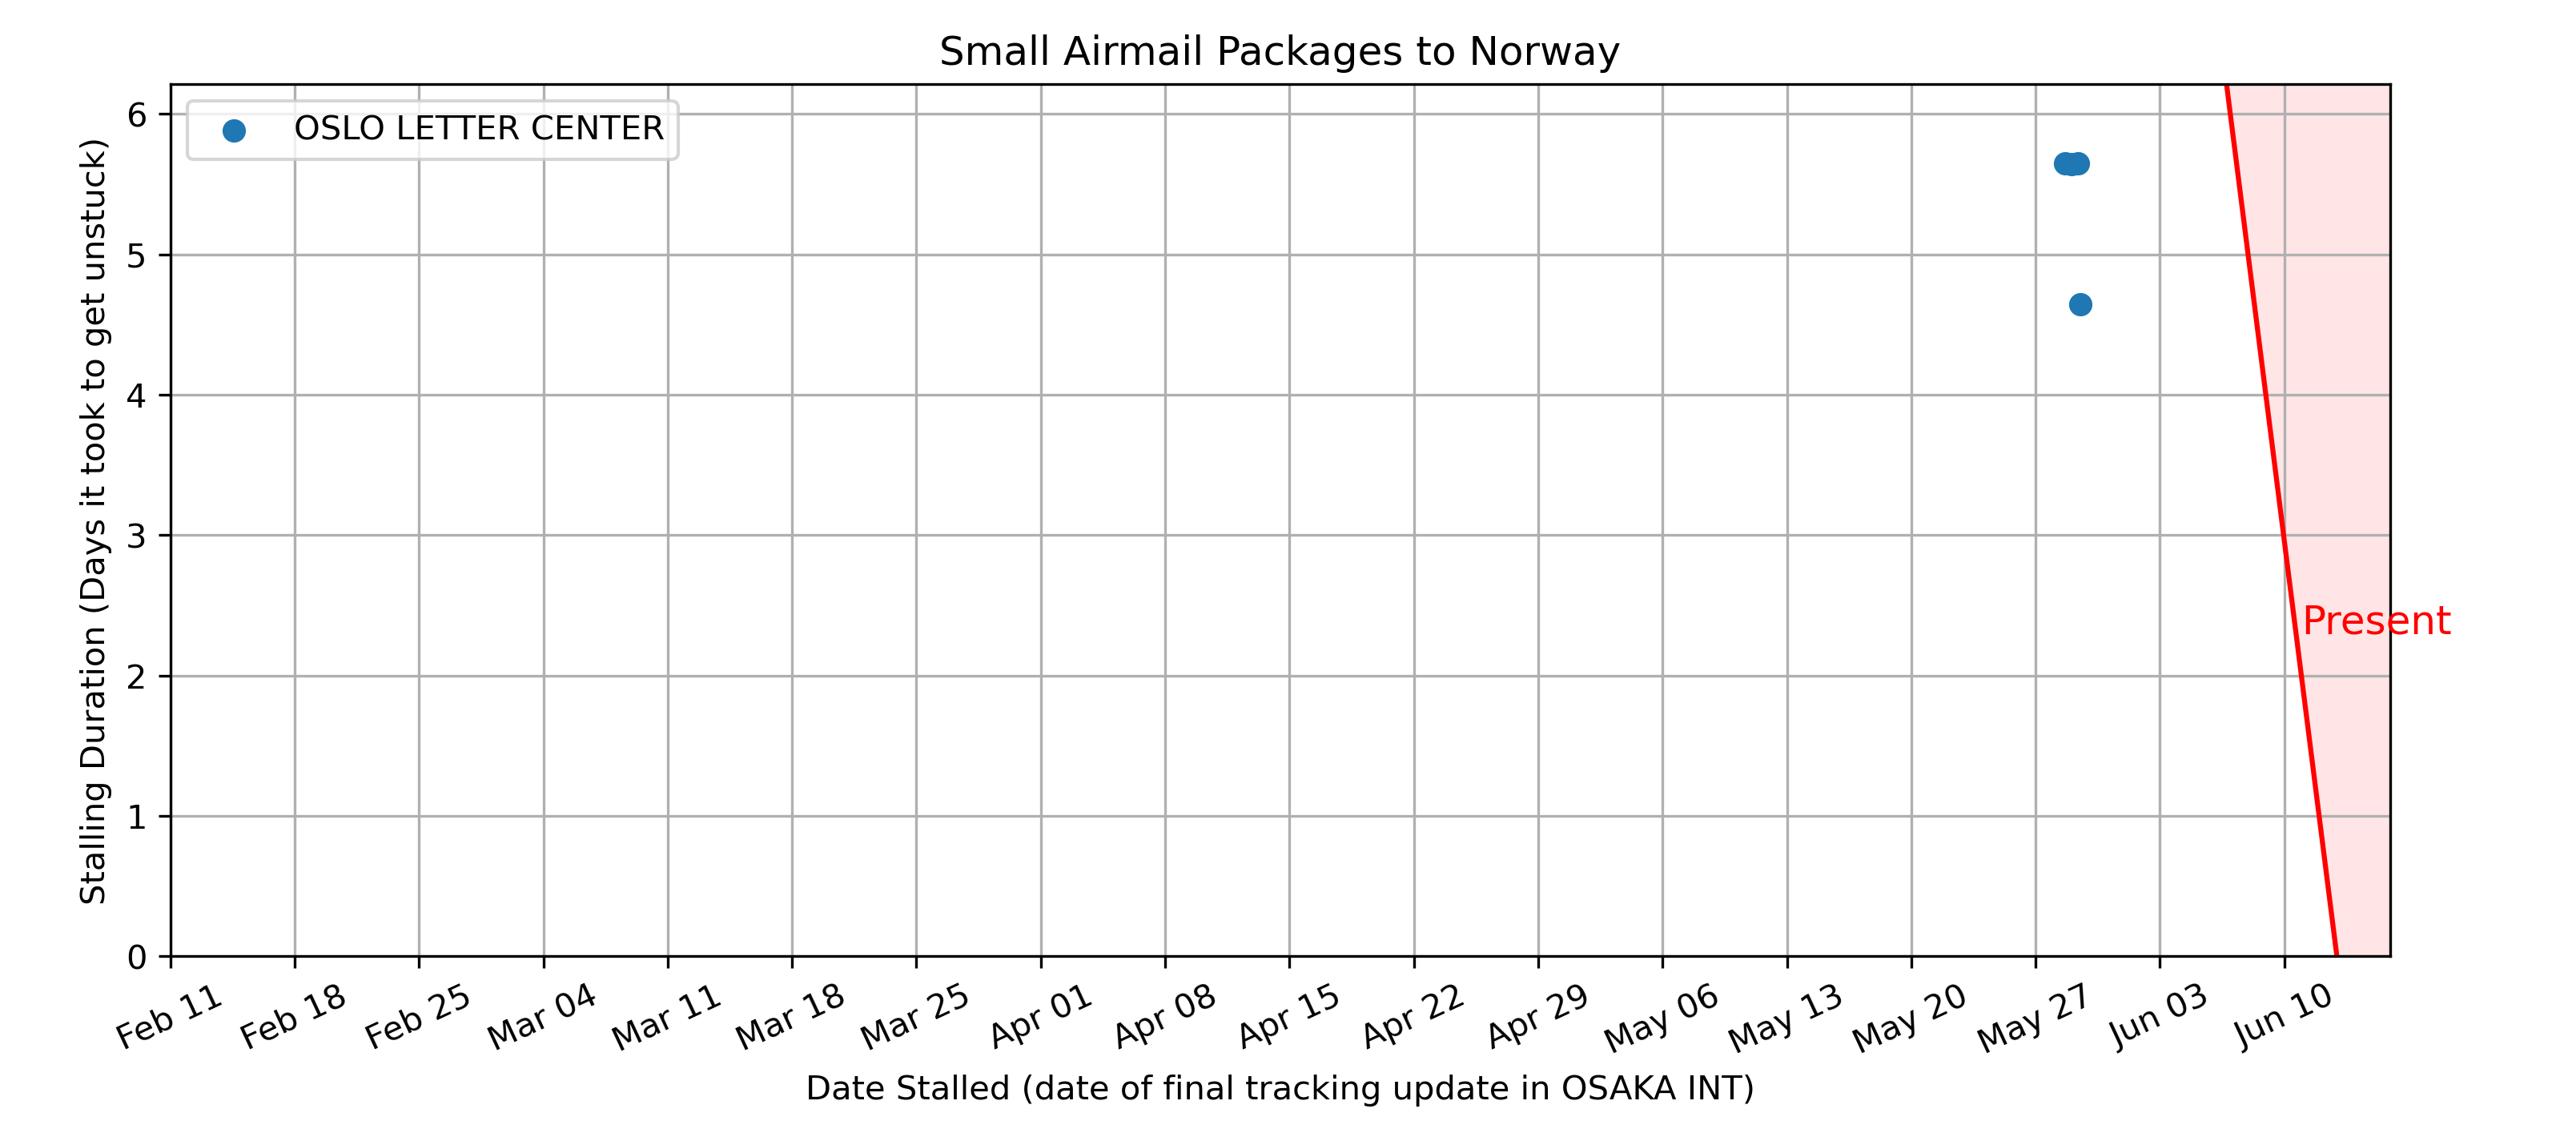 Small Airmail Packages to Norway
OSLO LETTER CENTER
Stalling Duration (Days it took to get unstuck)
6
5
4
3
2
1
0
Present
Feb 11
Feb 18
Feb 25
Mar 04
Mar 11
Mar 18
Mar 25
Apr 01
Apr 08
Apr 15
Apr 22
Apr 29
May 06
May 13
May 20
May 27
Jun 03
Jun 10
Date Stalled (date of final tracking update in OSAKA INT)